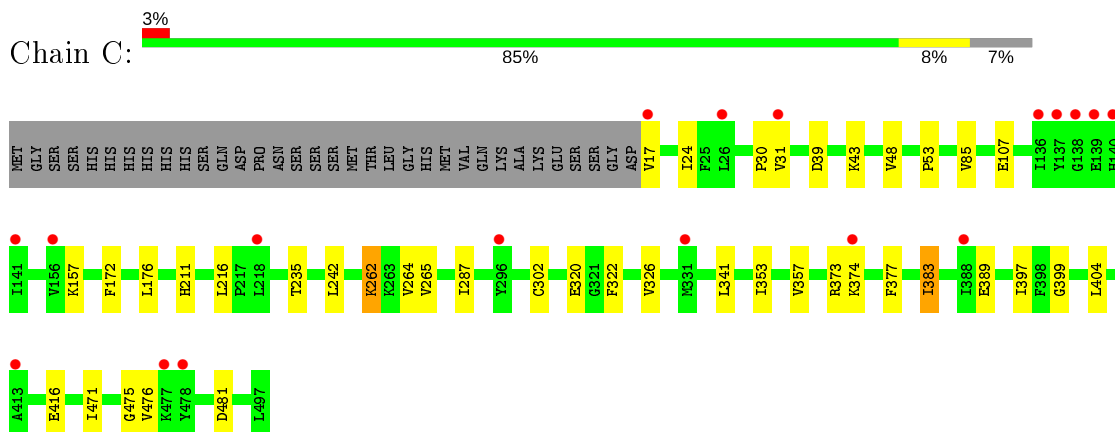 3%
Chain C:
85% 8% 7%
MET GLY SER SER HIS HIS HIS HIS HIS HIS SER GLN ASP PRO ASN SER SER SER MET THR LEU GLY HIS MET VAL GLN LYS ALA LYS GLU SER SER GLY ASP V17 I24 F25 L26 P30 V31 D39 K43 V48 P53 V85 E107 I136 Y137 G138 E139 H140
I141 V156 K157 F172 L176 H211 L216 P217 L218 T235 L242 K262 K263 V264 V265 I287 Y296 C302 E320 G321 F322 V326 M331 L341 I353 V357 R373 K374 F377 I383 I388 E389 I397 F398 G399 L404
A413 E416 I471 G475 V476 K477 Y478 D481 L497